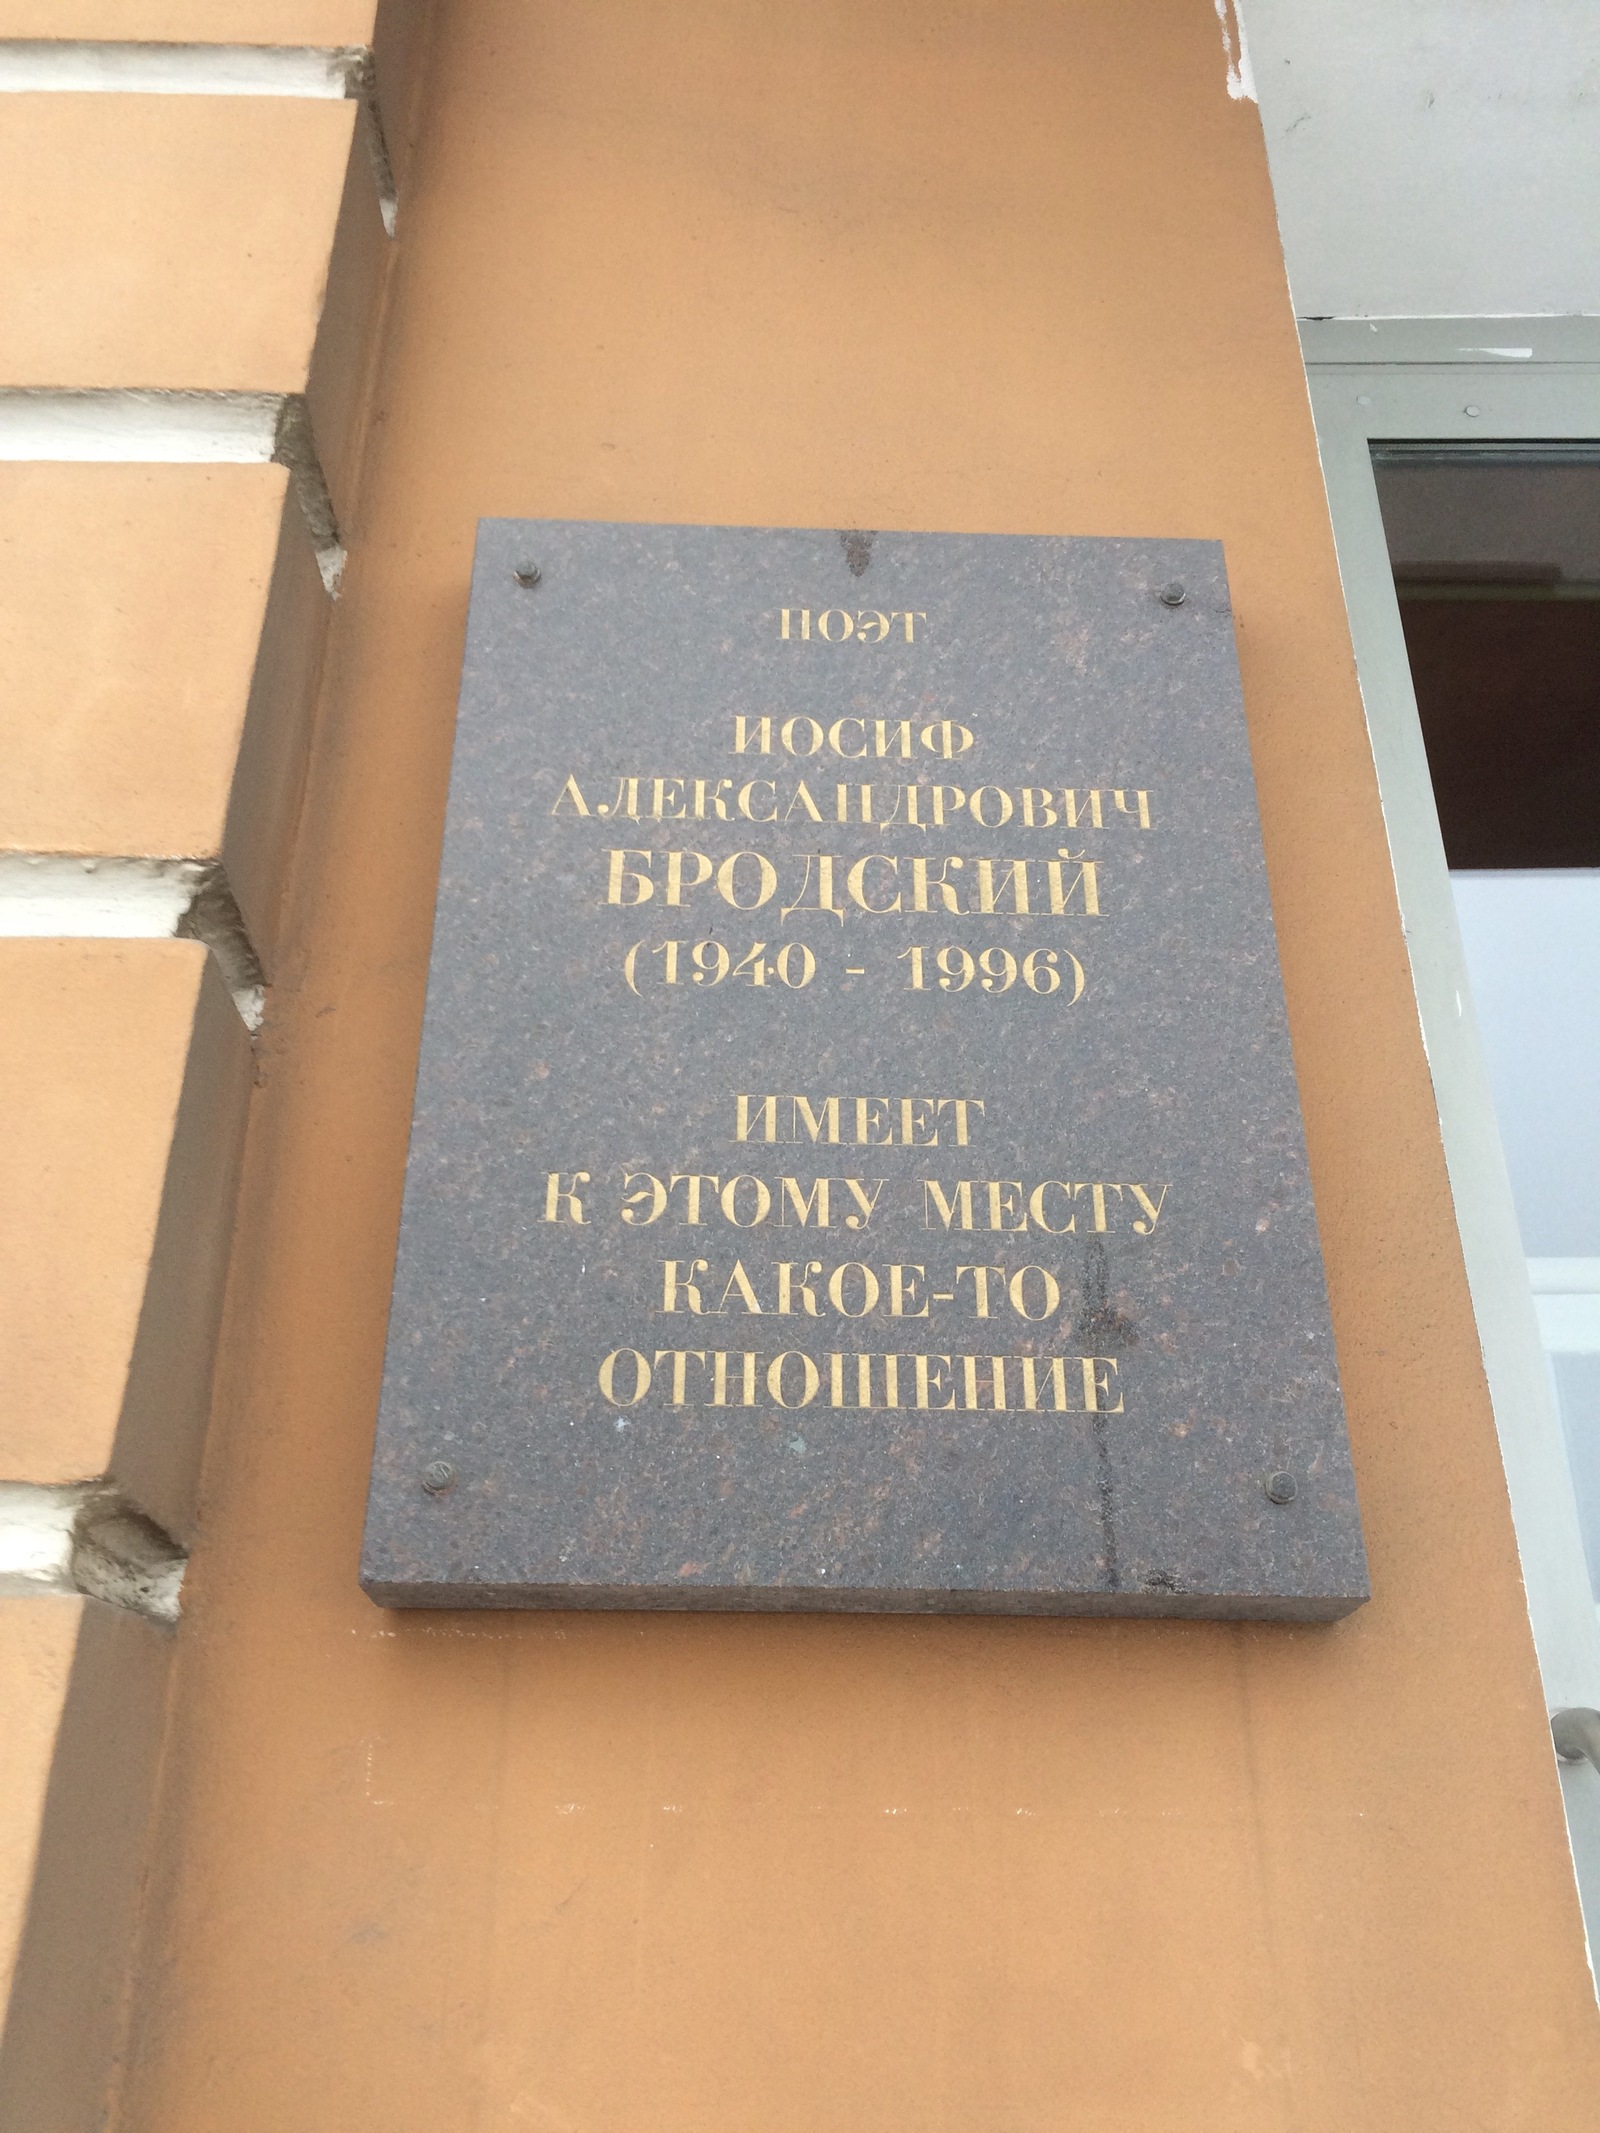 ПОЭТ
ИОСИФ
АЛЕКСАНДРОВИЧ
БРОДСКИЙ
(1940 - 1996)
ИМЕЕТ
К ЭТОМУ МЕСТУ
КАКОЕ-ТО
ОТНОШЕНИЕ